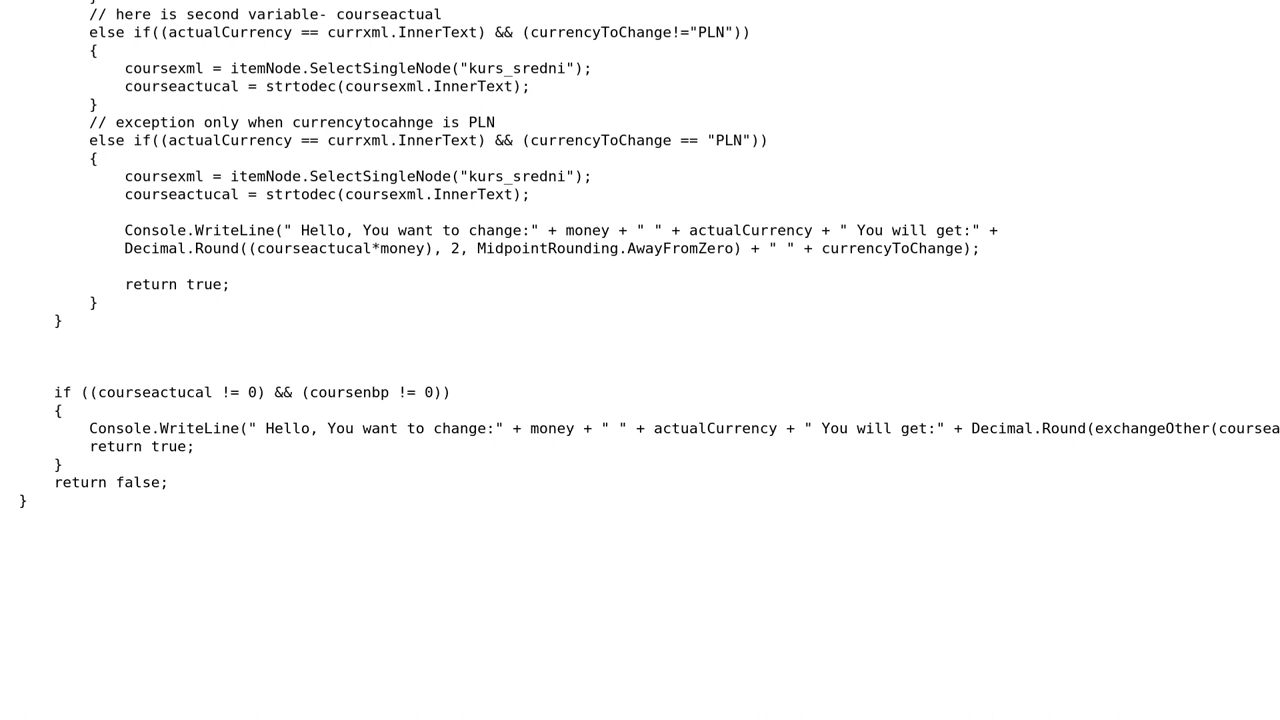 }
// here is second variable- courseactual
else if((actualCurrency == currxml.InnerText) && (currencyToChange!="PLN"))
{
coursexml = itemNode.SelectSingleNode("kurs_sredni");
courseactucal = strtodec(coursexml.InnerText);
}
// exception only when currencytocahnge is PLN
else if((actualCurrency == currxml.InnerText) && (currencyToChange == "PLN"))
{
coursexml = itemNode.SelectSingleNode("kurs_sredni");
courseactucal = strtodec(coursexml.InnerText);
Console.WriteLine(" Hello, You want to change:" + money + " " + actualCurrency + " You will get:" +
Decimal.Round((courseactucal*money), 2, MidpointRounding.AwayFromZero) + " " + currencyToChange);
return true;
}
}
if ((courseactucal != 0) && (coursenbp != 0))
{
Console.WriteLine(" Hello, You want to change:" + money + " " + actualCurrency + " You will get:" + Decimal.Round(exchangeOther(coursea
return true;
}
return false;
}